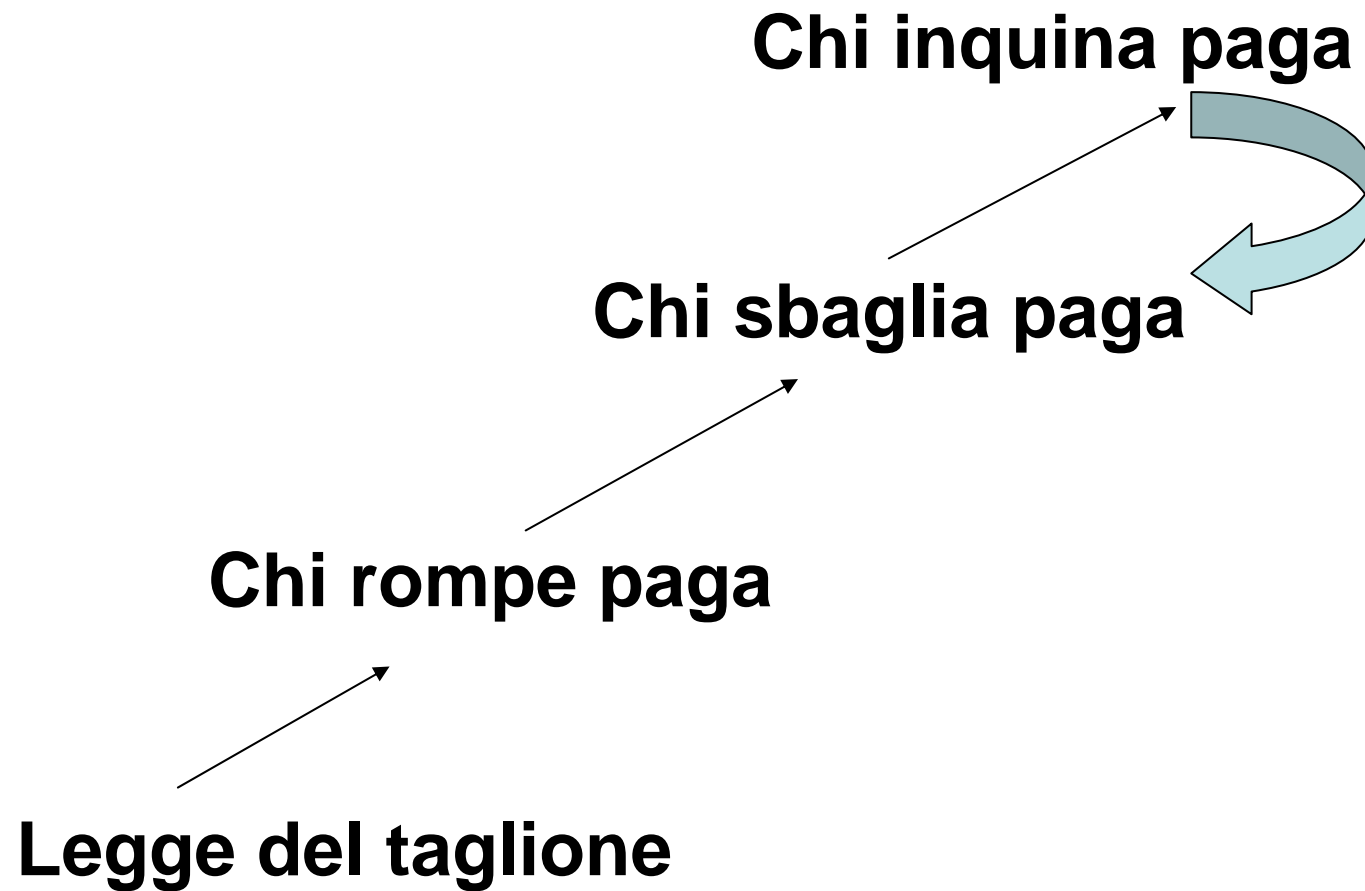 Chi inquina paga
Chi sbaglia paga
Chi rompe paga
Legge del taglione